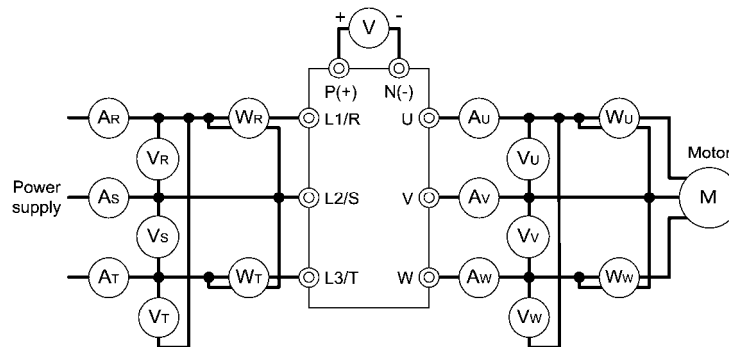 + V -
P(+) N(-)
AR WR L1/R U AU WU
VR VU Motor
Power supply
AS L2/S V AV M
VS VV
AT WT L3/T W AW WW
VT VW